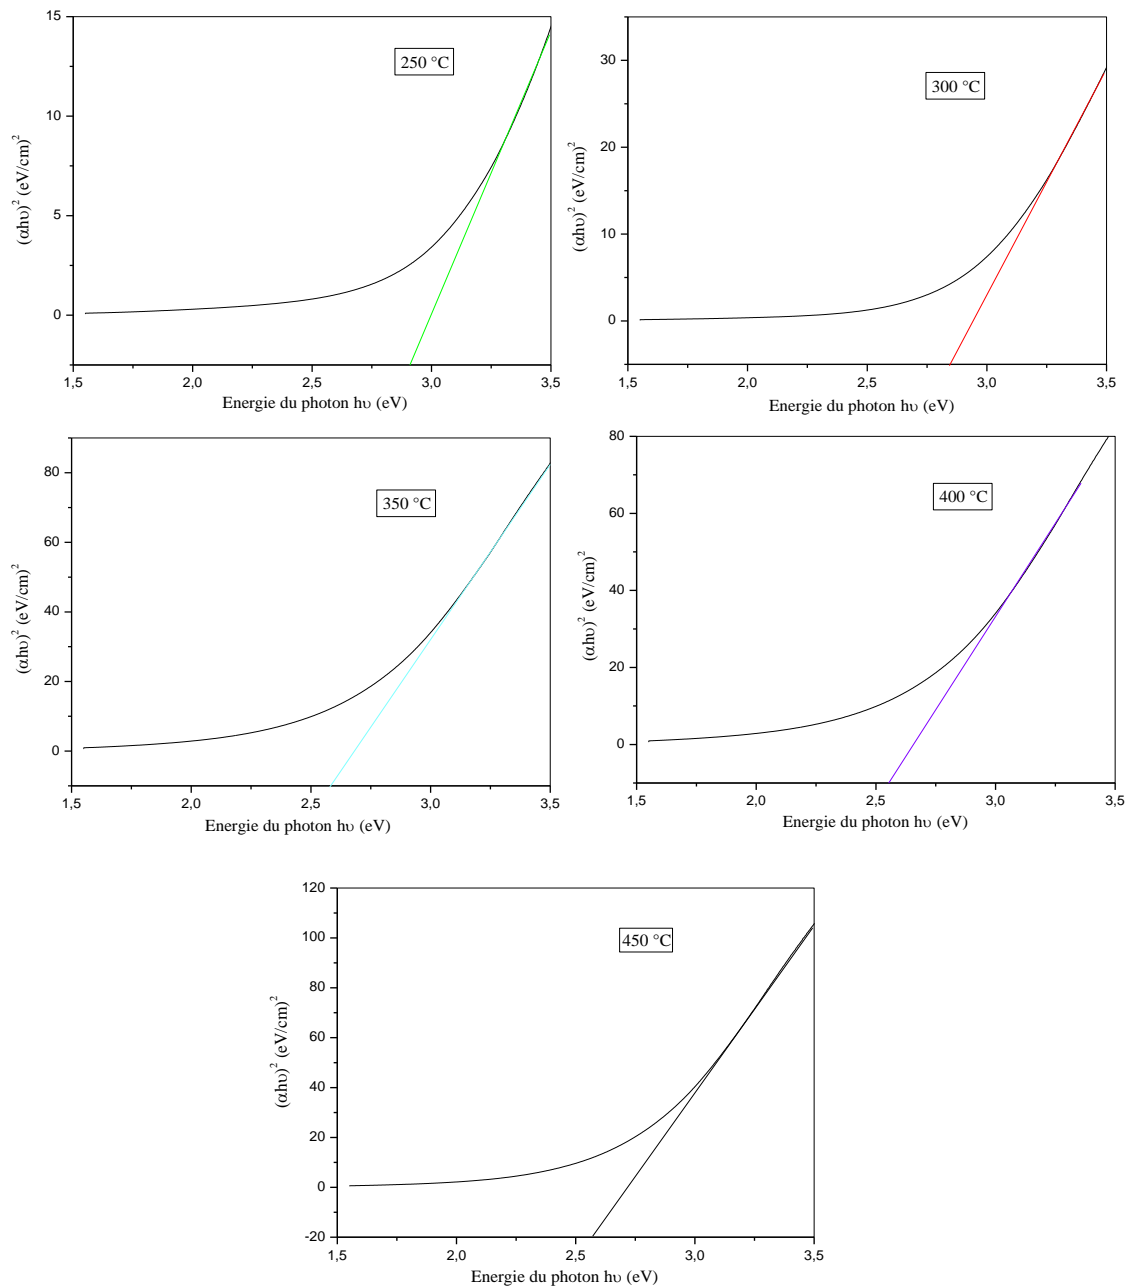 15
10
5
0
(αhυ)² (eV/cm)²
250 °C
1,5 2,0 2,5 3,0 3,5
Energie du photon hυ (eV)
30
20
10
0
(αhυ)² (eV/cm)²
300 °C
1,5 2,0 2,5 3,0 3,5
Energie du photon hυ (eV)
80
60
40
20
0
(αhυ)² (eV/cm)²
350 °C
1,5 2,0 2,5 3,0 3,5
Energie du photon hυ (eV)
80
60
40
20
0
(αhυ)² (eV/cm)²
400 °C
1,5 2,0 2,5 3,0 3,5
Energie du photon hυ (eV)
120
100
80
60
40
20
0
-20
(αhυ)² (eV/cm)²
450 °C
1,5 2,0 2,5 3,0 3,5
Energie du photon hυ (eV)